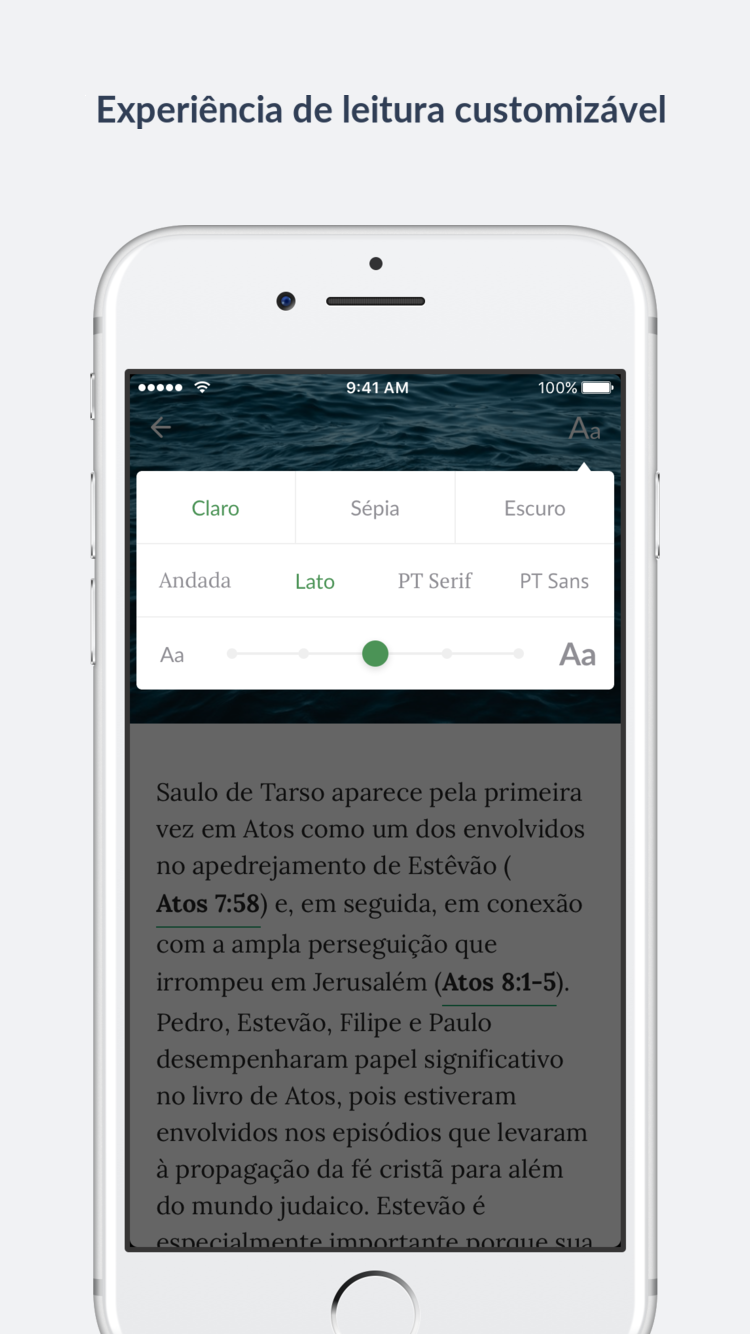 Experiência de leitura customizável
9:41 AM
100%
Aa
Claro
Sépia
Escuro
Andada
Lato
PT Serif
PT Sans
Aa
Aa
Saulo de Tarso aparece pela primeira
vez em Atos como um dos envolvidos
no apedrejamento de Estêvão (
Atos 7:58) e, em seguida, em conexão
com a ampla perseguição que
irrompeu em Jerusalém (Atos 8:1-5).
Pedro, Estevão, Filipe e Paulo
desempenharam papel significativo
no livro de Atos, pois estiveram
envolvidos nos episódios que levaram
à propagação da fé cristã para além
do mundo judaico. Estevão é
especialmente importante porque sua